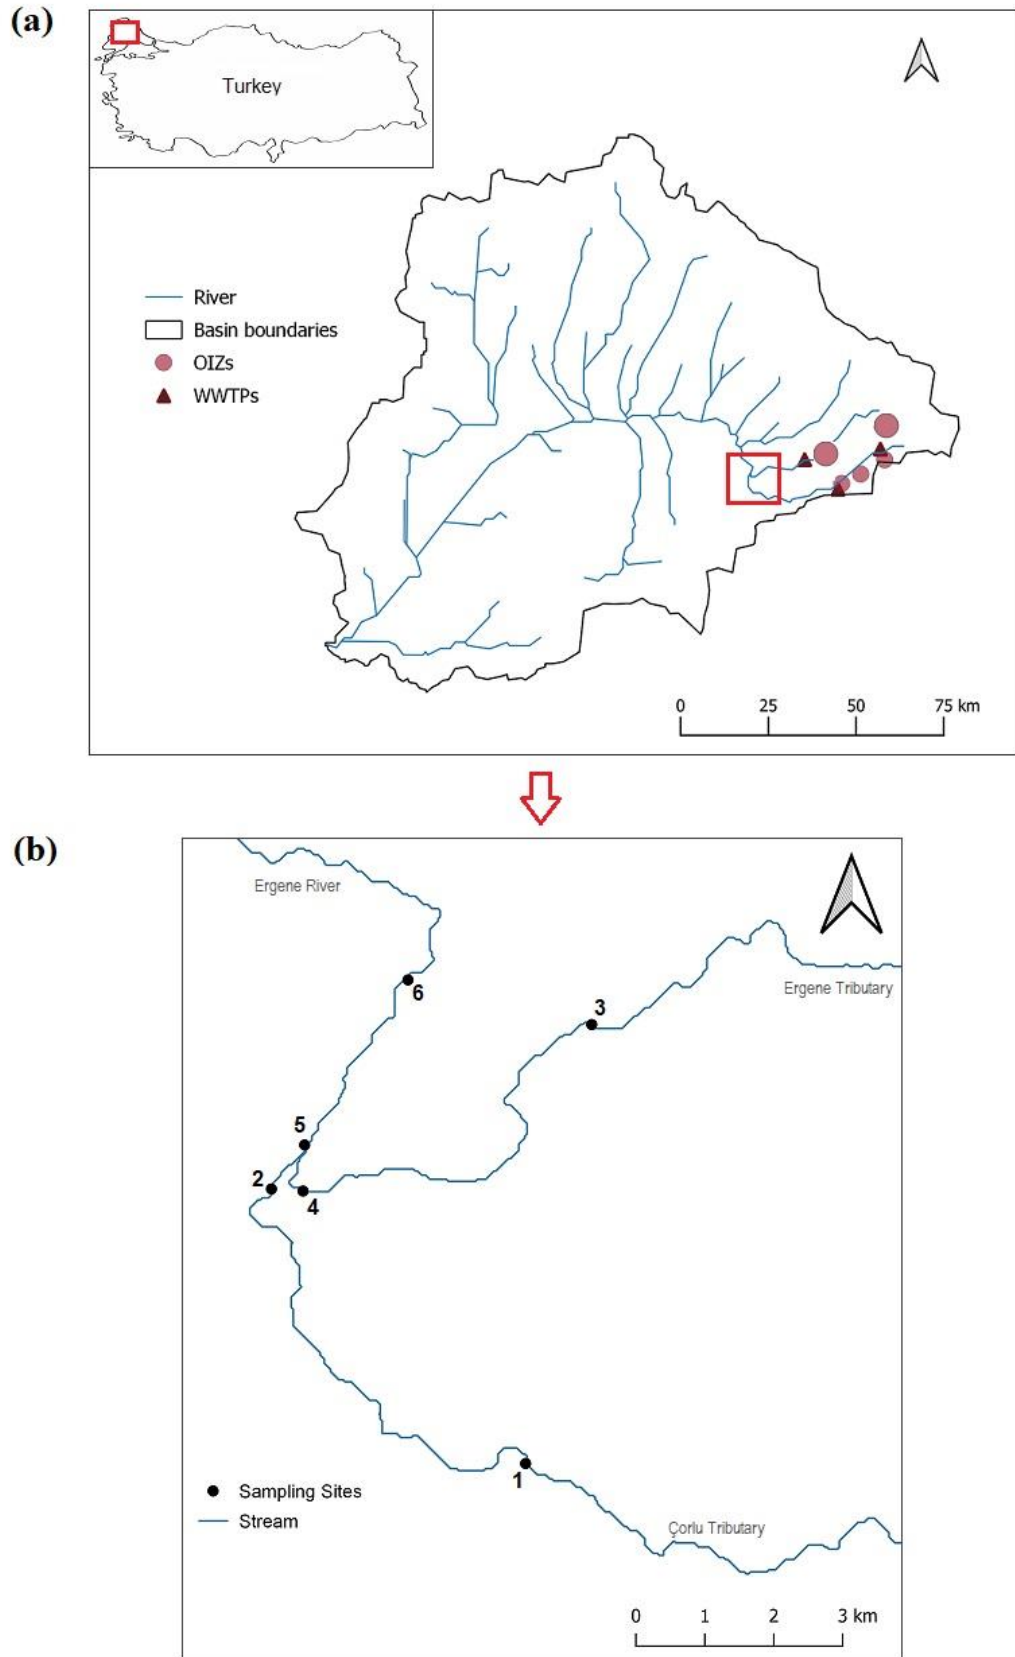 (a)
Turkey
River
Basin boundaries
OIZs
WWTPs
0 25 50 75 km
(b)
Ergene River
Ergene Tributary
6
3
5
2
4
1
Sampling Sites
Stream
Çorlu Tributary
0 1 2 3 km